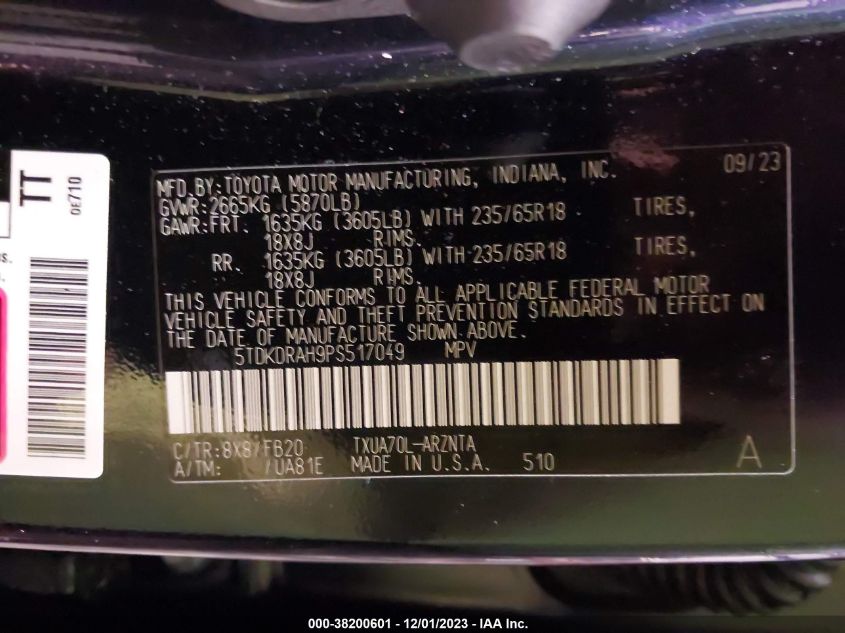 TT
0E710
MFD.BY:TOYOTA MOTOR MANUFACTURING, INDIANA, INC. 09/23
GVWR:2665KG (5870LB)
GAWR:FRT. 1635KG (3605LB) WITH 235/65R18 TIRES,
18X8J RIMS.
RR. 1635KG (3605LB) WITH 235/65R18 TIRES,
18X8J RIMS.
THIS VEHICLE CONFORMS TO ALL APPLICABLE FEDERAL MOTOR
VEHICLE SAFETY AND THEFT PREVENTION STANDARDS IN EFFECT ON
THE DATE OF MANUFACTURE SHOWN ABOVE.
5TDKDRAH9PS517049 MPV
C/TR:8X8/FB20 TXUA70L-ARZNTA
A/TM: /UA81E MADE IN U.S.A. 510 A
000-38200601 - 12/01/2023 - IAA Inc.